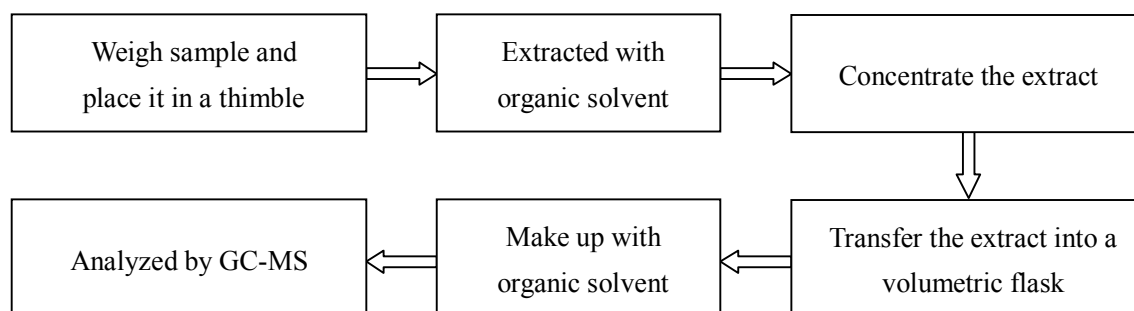 Weigh sample and
place it in a thimble
Extracted with
organic solvent
Concentrate the extract
Transfer the extract into a
volumetric flask
Make up with
organic solvent
Analyzed by GC-MS